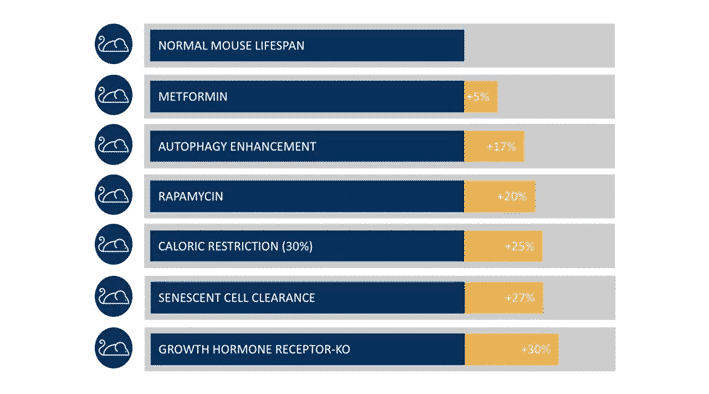 NORMAL MOUSE LIFESPAN
METFORMIN +5%
AUTOPHAGY ENHANCEMENT +17%
RAPAMYCIN +20%
CALORIC RESTRICTION (30%) +25%
SENESCENT CELL CLEARANCE +27%
GROWTH HORMONE RECEPTOR-KO +30%